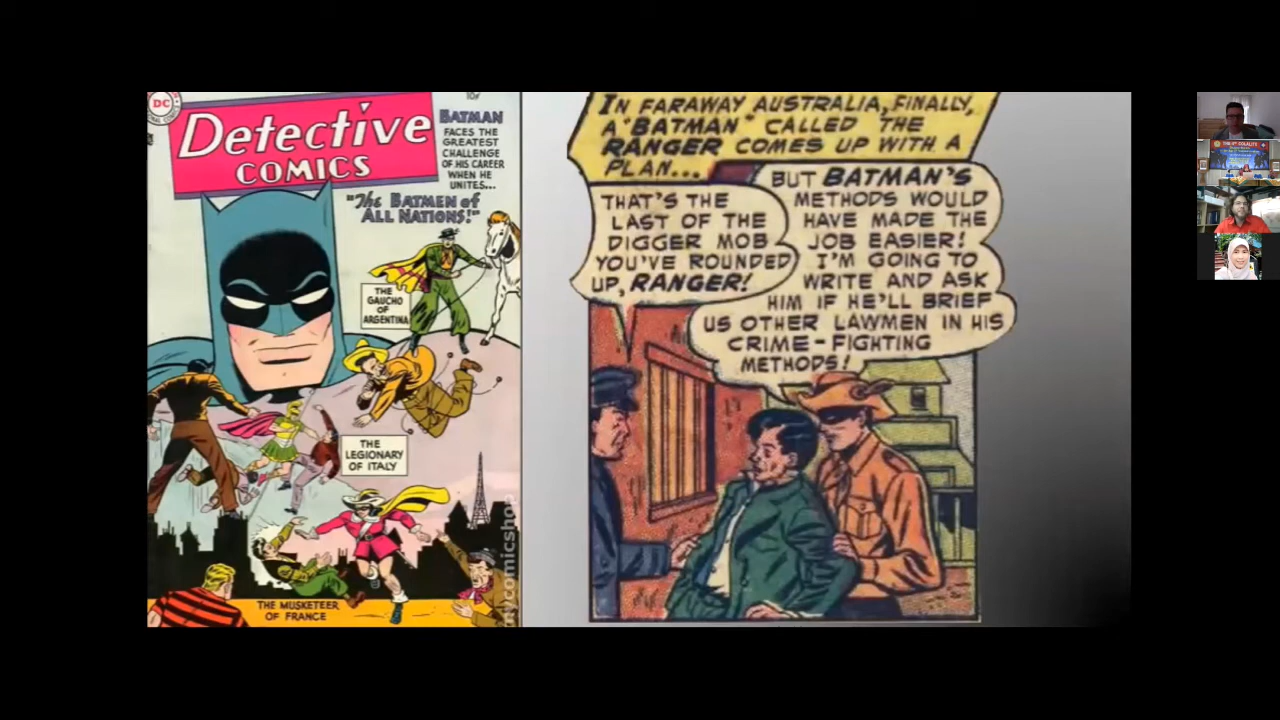 DC
10¢
Detective
COMICS
BATMAN
FACES THE
GREATEST
CHALLENGE
OF HIS CAREER
WHEN HE
UNITES...
"The BATMEN of
ALL NATIONS!"
THE
GAUCHO
OF
ARGENTINA
THE
LEGIONARY
OF ITALY
THE MUSKETEER
OF FRANCE
mycomicshop
IN FARAWAY AUSTRALIA, FINALLY,
A "BATMAN" CALLED THE
RANGER COMES UP WITH A
PLAN...
THAT'S THE
LAST OF THE
DIGGER MOB
YOU'VE ROUNDED
UP, RANGER!
BUT BATMAN'S
METHODS WOULD
HAVE MADE THE
JOB EASIER!
I'M GOING TO
WRITE AND ASK
HIM IF HE'LL BRIEF
US OTHER LAWMEN IN HIS
CRIME-FIGHTING
METHODS!